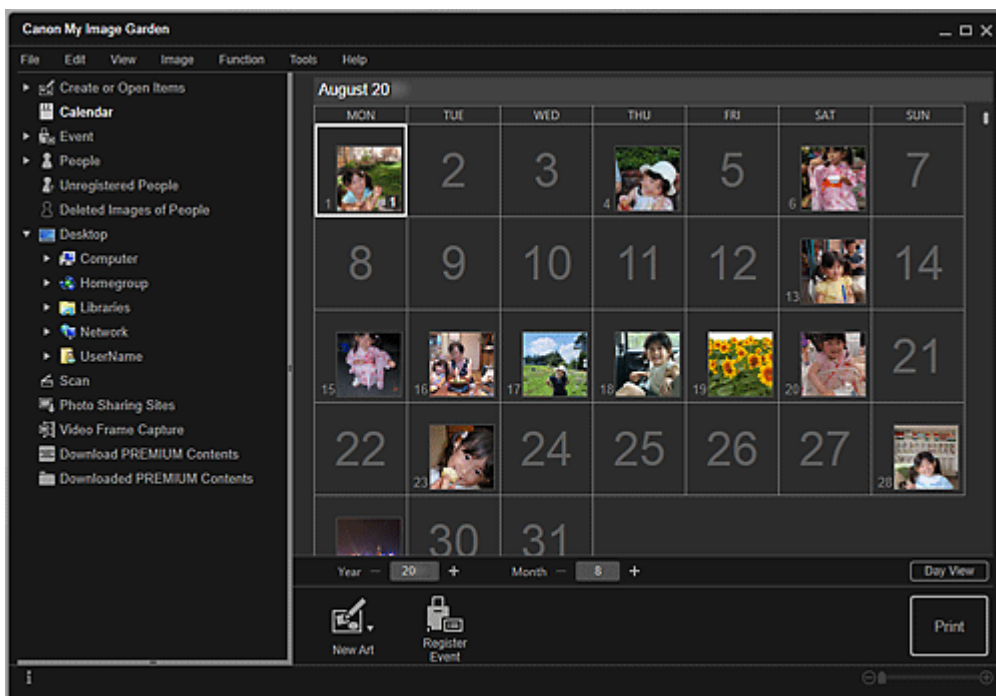 Canon My Image Garden
File Edit View Image Function Tools Help
Create or Open Items
Calendar
Event
People
Unregistered People
Deleted Images of People
Desktop
Computer
Homegroup
Libraries
Network
UserName
Scan
Photo Sharing Sites
Video Frame Capture
Download PREMIUM Contents
Downloaded PREMIUM Contents
August 20
MON TUE WED THU FRI SAT SUN
1 1 2 3 4 5 6 7
8 9 10 11 12 13 14
15 16 17 18 19 20 21
22 23 24 25 26 27 28
30 31
Year − 20 + Month − 8 + Day View
New Art
Register
Event
Print